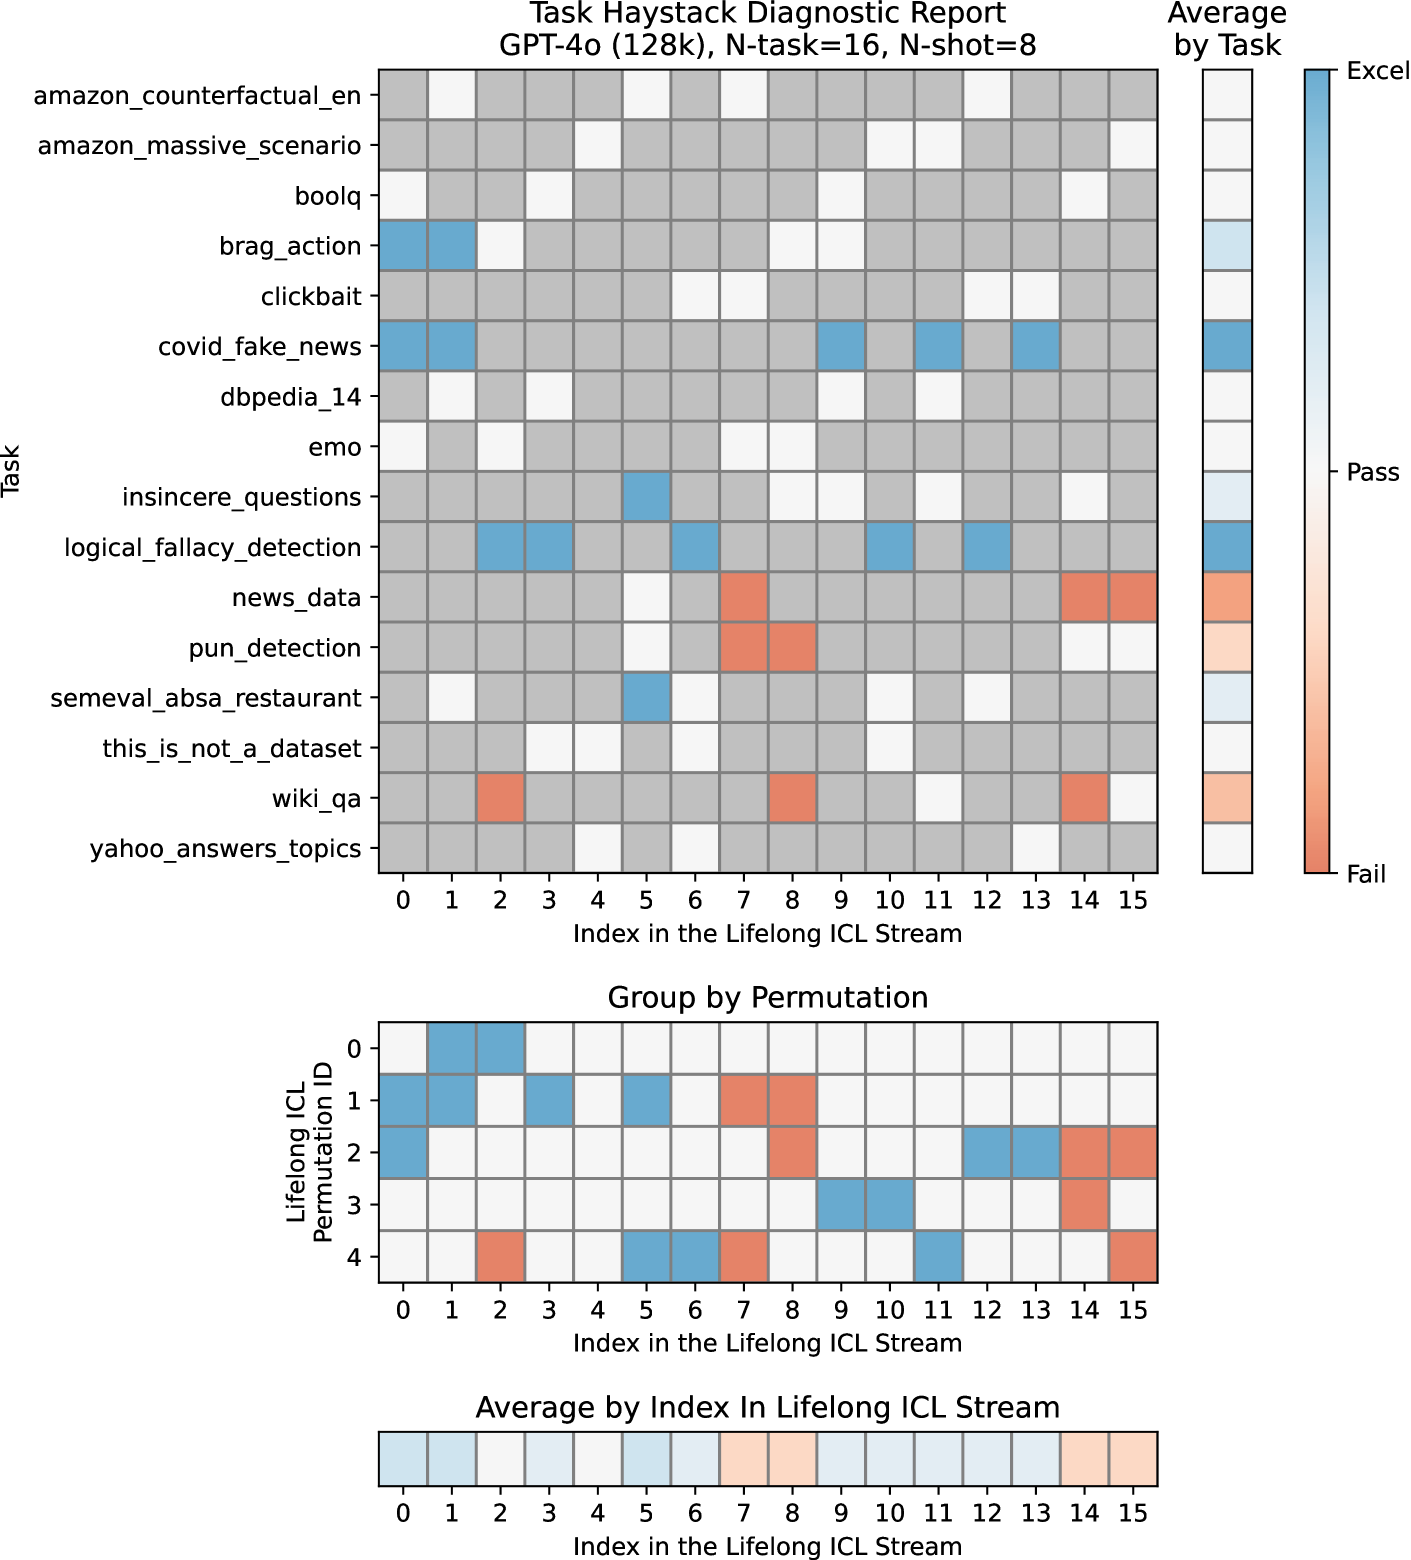 Task Haystack Diagnostic Report
GPT-4o (128k), N-task=16, N-shot=8
Average
by Task
Task
amazon_counterfactual_en
amazon_massive_scenario
boolq
brag_action
clickbait
covid_fake_news
dbpedia_14
emo
insincere_questions
logical_fallacy_detection
news_data
pun_detection
semeval_absa_restaurant
this_is_not_a_dataset
wiki_qa
yahoo_answers_topics
0 1 2 3 4 5 6 7 8 9 10 11 12 13 14 15
Index in the Lifelong ICL Stream
Excel
Pass
Fail
Group by Permutation
Lifelong ICL
Permutation ID
0
1
2
3
4
0 1 2 3 4 5 6 7 8 9 10 11 12 13 14 15
Index in the Lifelong ICL Stream
Average by Index In Lifelong ICL Stream
0 1 2 3 4 5 6 7 8 9 10 11 12 13 14 15
Index in the Lifelong ICL Stream